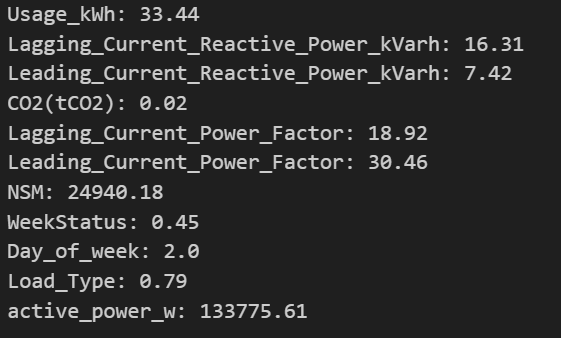 Usage_kWh: 33.44
Lagging_Current_Reactive_Power_kVarh: 16.31
Leading_Current_Reactive_Power_kVarh: 7.42
CO2(tCO2): 0.02
Lagging_Current_Power_Factor: 18.92
Leading_Current_Power_Factor: 30.46
NSM: 24940.18
WeekStatus: 0.45
Day_of_week: 2.0
Load_Type: 0.79
active_power_w: 133775.61